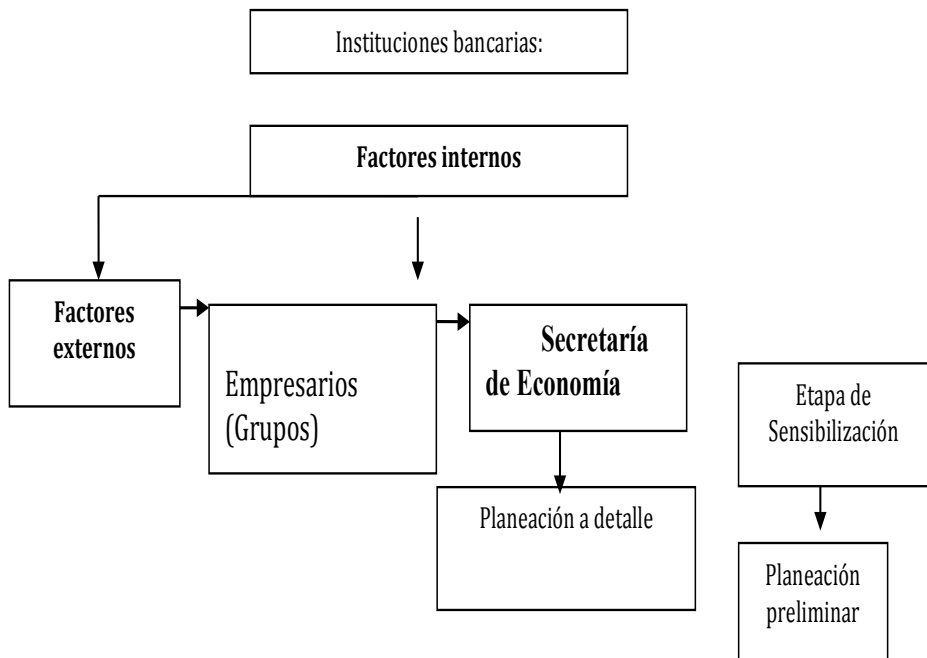 Instituciones bancarias:
Factores internos
Factores
externos
Empresarios
(Grupos)
Secretaría
de Economía
Etapa de
Sensibilización
Planeación a detalle
Planeación
preliminar